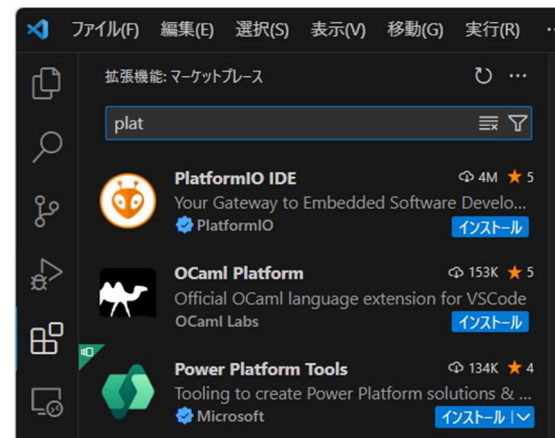 ファイル(F) 編集(E) 選択(S) 表示(V) 移動(G) 実行(R) ...
拡張機能: マーケットプレース
plat
PlatformIO IDE 4M ★ 5
Your Gateway to Embedded Software Develo...
PlatformIO インストール
OCaml Platform 153K ★ 5
Official OCaml language extension for VSCode
OCaml Labs インストール
Power Platform Tools 134K ★ 4
Tooling to create Power Platform solutions & ...
Microsoft インストール